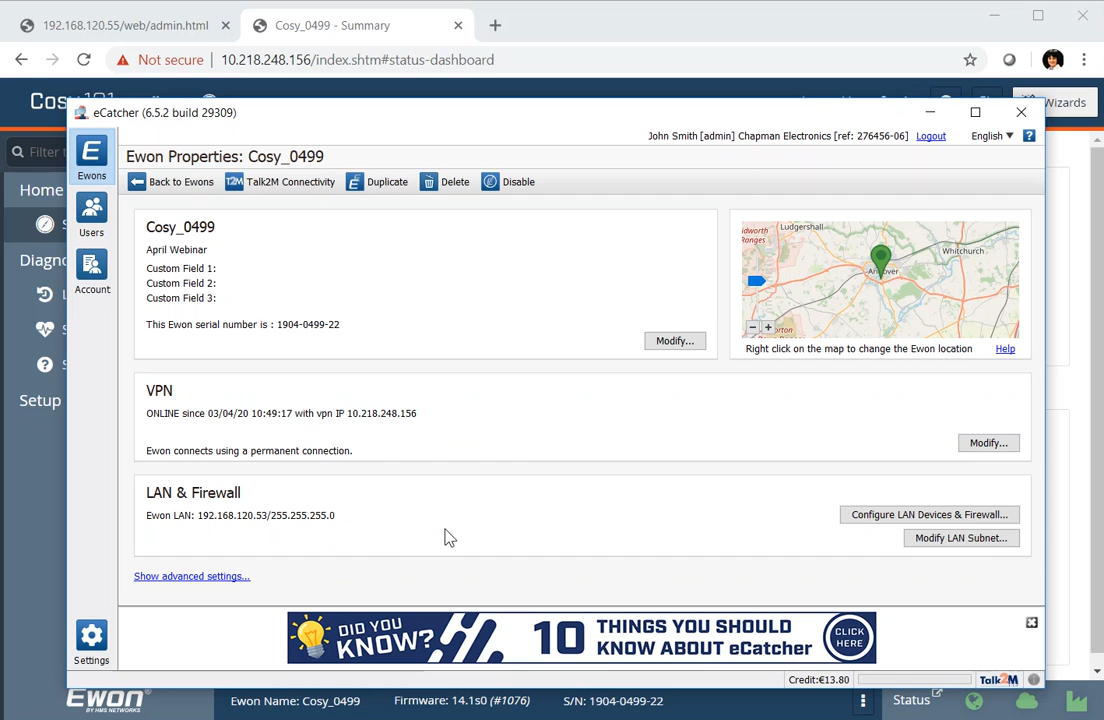 192.168.120.55/web/admin.html
Cosy_0499 - Summary
Not secure
10.218.248.156/index.shtm#status-dashboard
Wizards
eCatcher (6.5.2 build 29309)
John Smith [admin] Chapman Electronics [ref: 276456-06] Logout English
Filter
Home
Ewon Properties: Cosy_0499
Ewons
Users
Account
Settings
Back to Ewons
Talk2M Connectivity
Duplicate
Delete
Disable
Cosy_0499
April Webinar
Custom Field 1:
Custom Field 2:
Custom Field 3:
This Ewon serial number is : 1904-0499-22
Modify...
Ludgershall
Whitchurch
Right click on the map to change the Ewon location
Help
VPN
ONLINE since 03/04/20 10:49:17 with vpn IP 10.218.248.156
Ewon connects using a permanent connection.
Modify...
LAN & Firewall
Ewon LAN: 192.168.120.53/255.255.255.0
Configure LAN Devices & Firewall...
Modify LAN Subnet...
Show advanced settings...
Setup
DID YOU KNOW?
10
THINGS YOU SHOULD
KNOW ABOUT eCatcher
CLICK
HERE
Credit:€13.80
Talk2M
ewon
BY HMS NETWORKS
Ewon Name: Cosy_0499
Firmware: 14.1s0 (#1076)
S/N: 1904-0499-22
Status